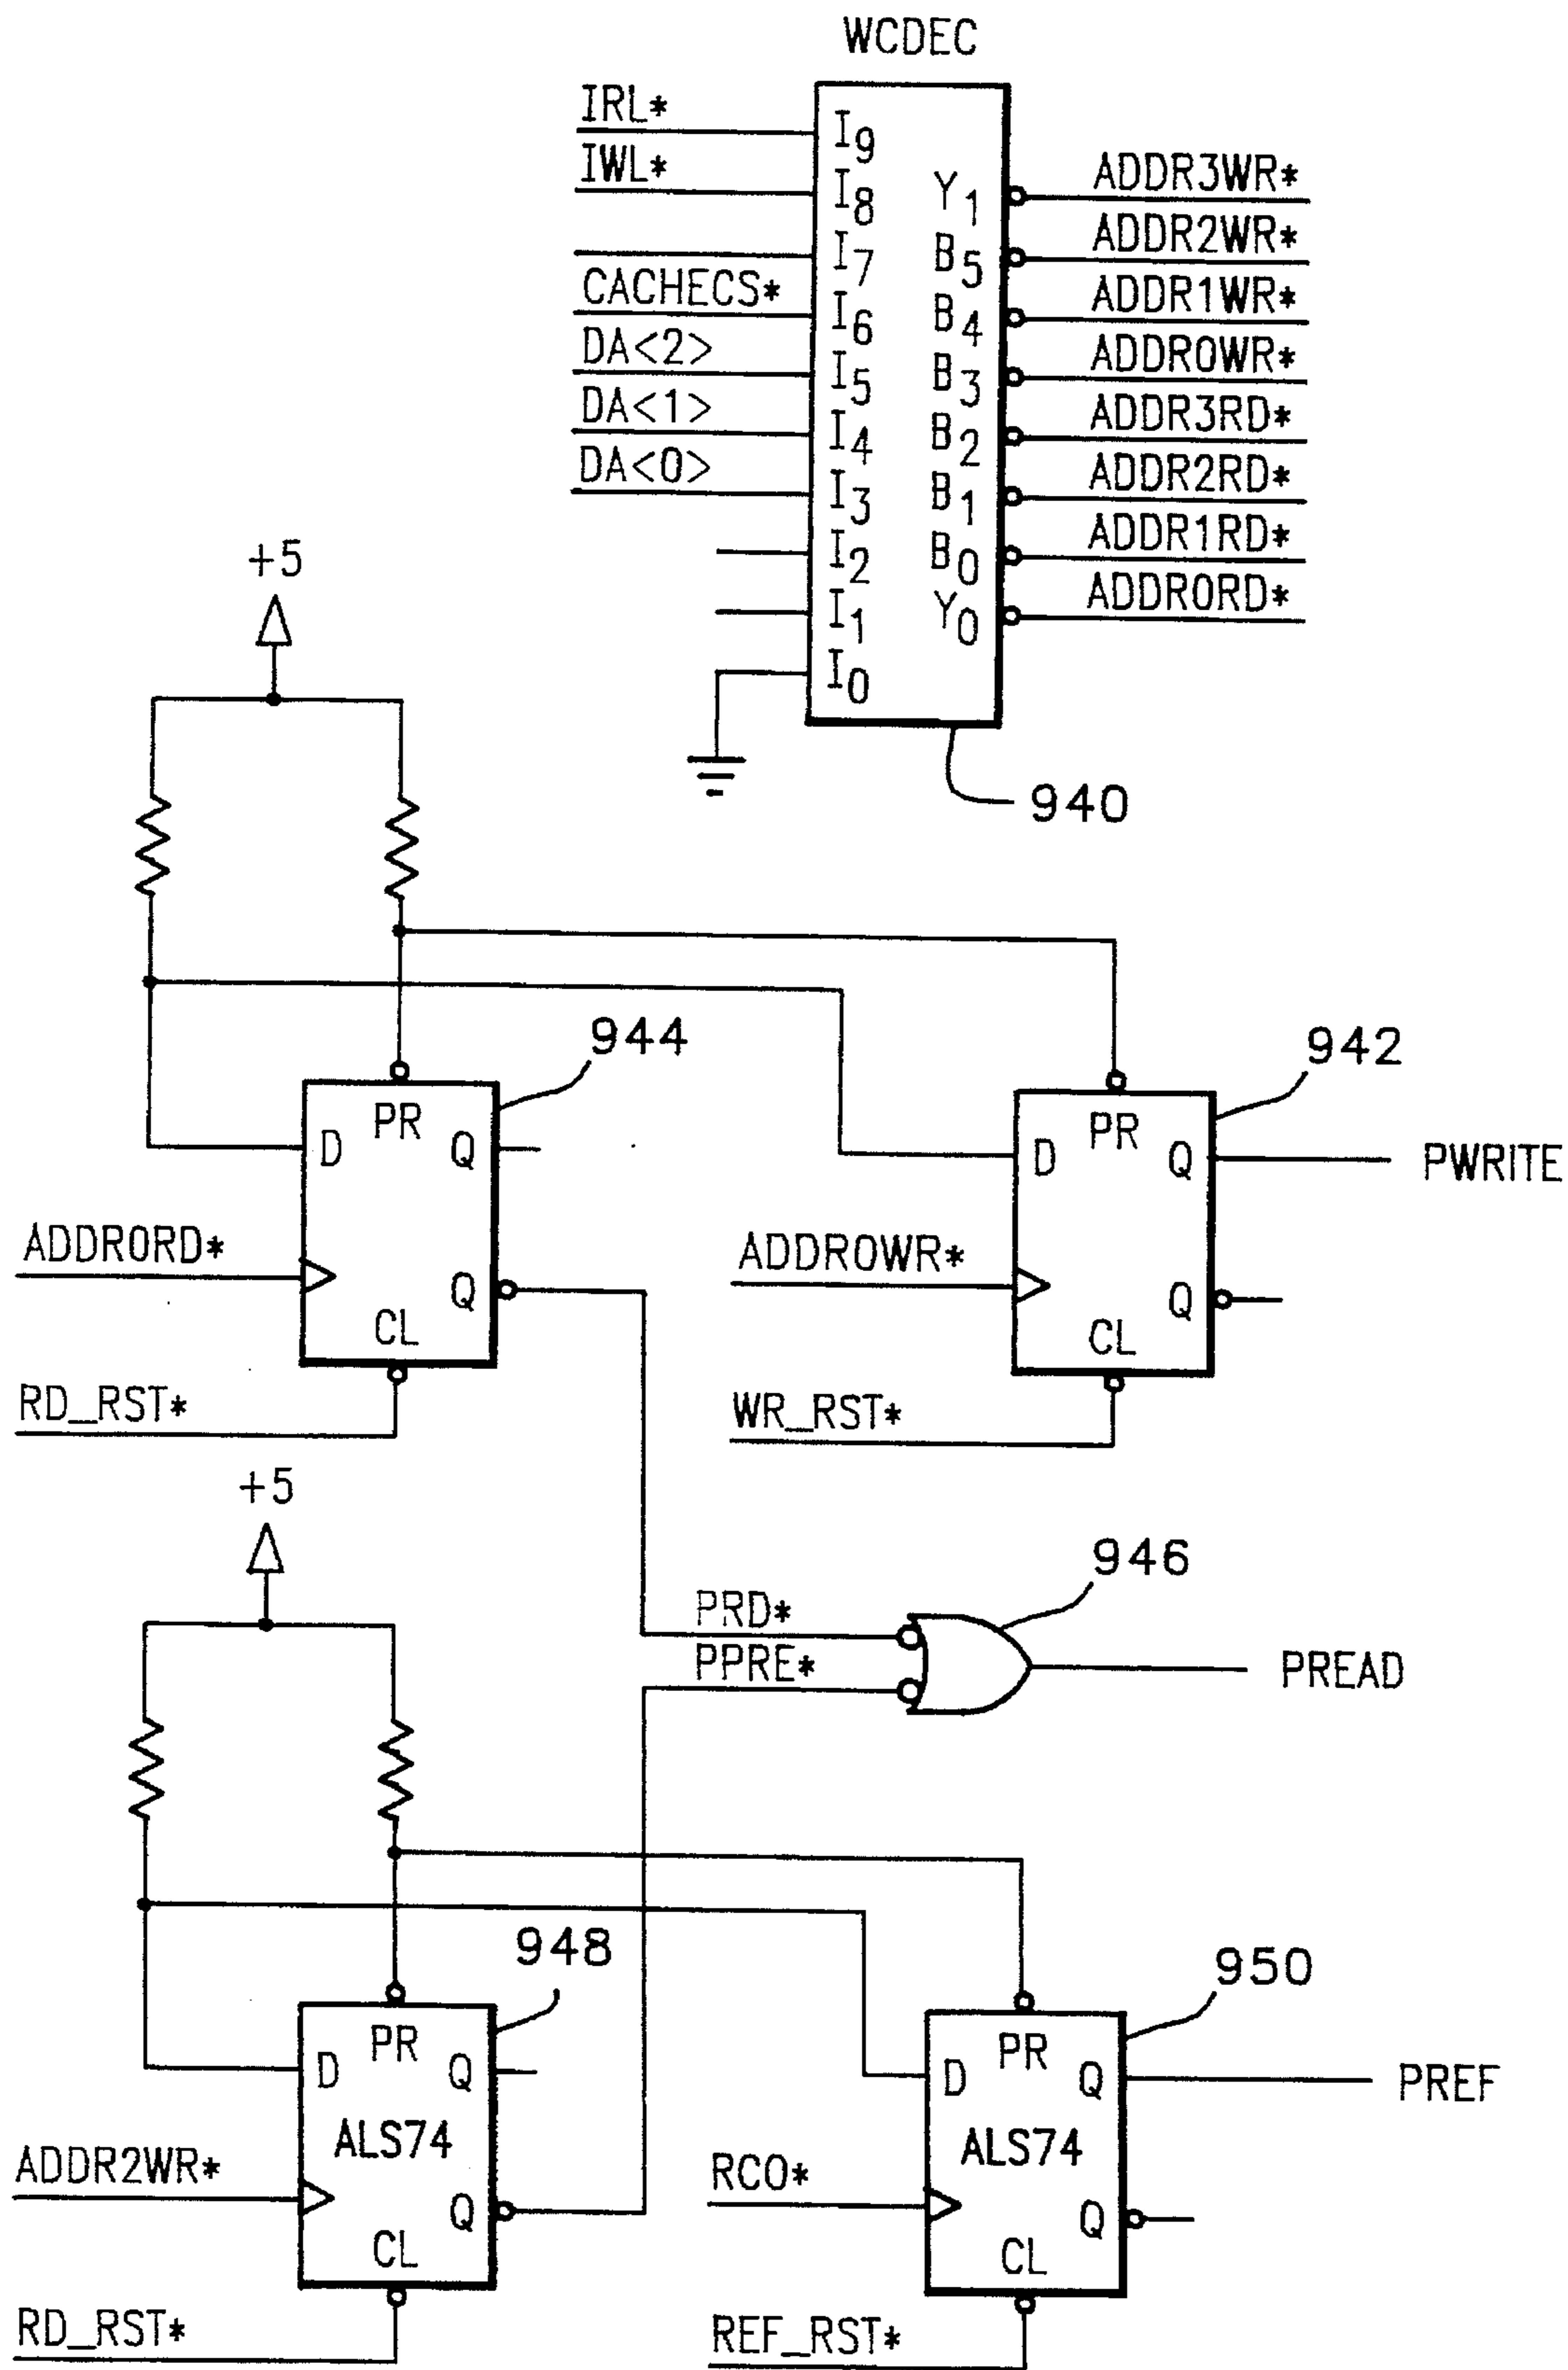 WCDEC
IRL*
IWL*
CACHECS*
DA<2>
DA<1>
DA<0>
I9
I8
I7
I6
I5
I4
I3
I2
I1
I0
Y1
B5
B4
B3
B2
B1
B0
Y0
ADDR3WR*
ADDR2WR*
ADDR1WR*
ADDR0WR*
ADDR3RD*
ADDR2RD*
ADDR1RD*
ADDR0RD*
940
+5
944
PR
D
Q
Q
CL
ADDR0RD*
RD_RST*
942
PR
D
Q
Q
CL
PWRITE
ADDR0WR*
WR_RST*
+5
946
PRD*
PPRE*
PREAD
948
PR
D
Q
ALS74
Q
CL
ADDR2WR*
RD_RST*
950
PR
D
Q
ALS74
Q
CL
PREF
RCO*
REF_RST*